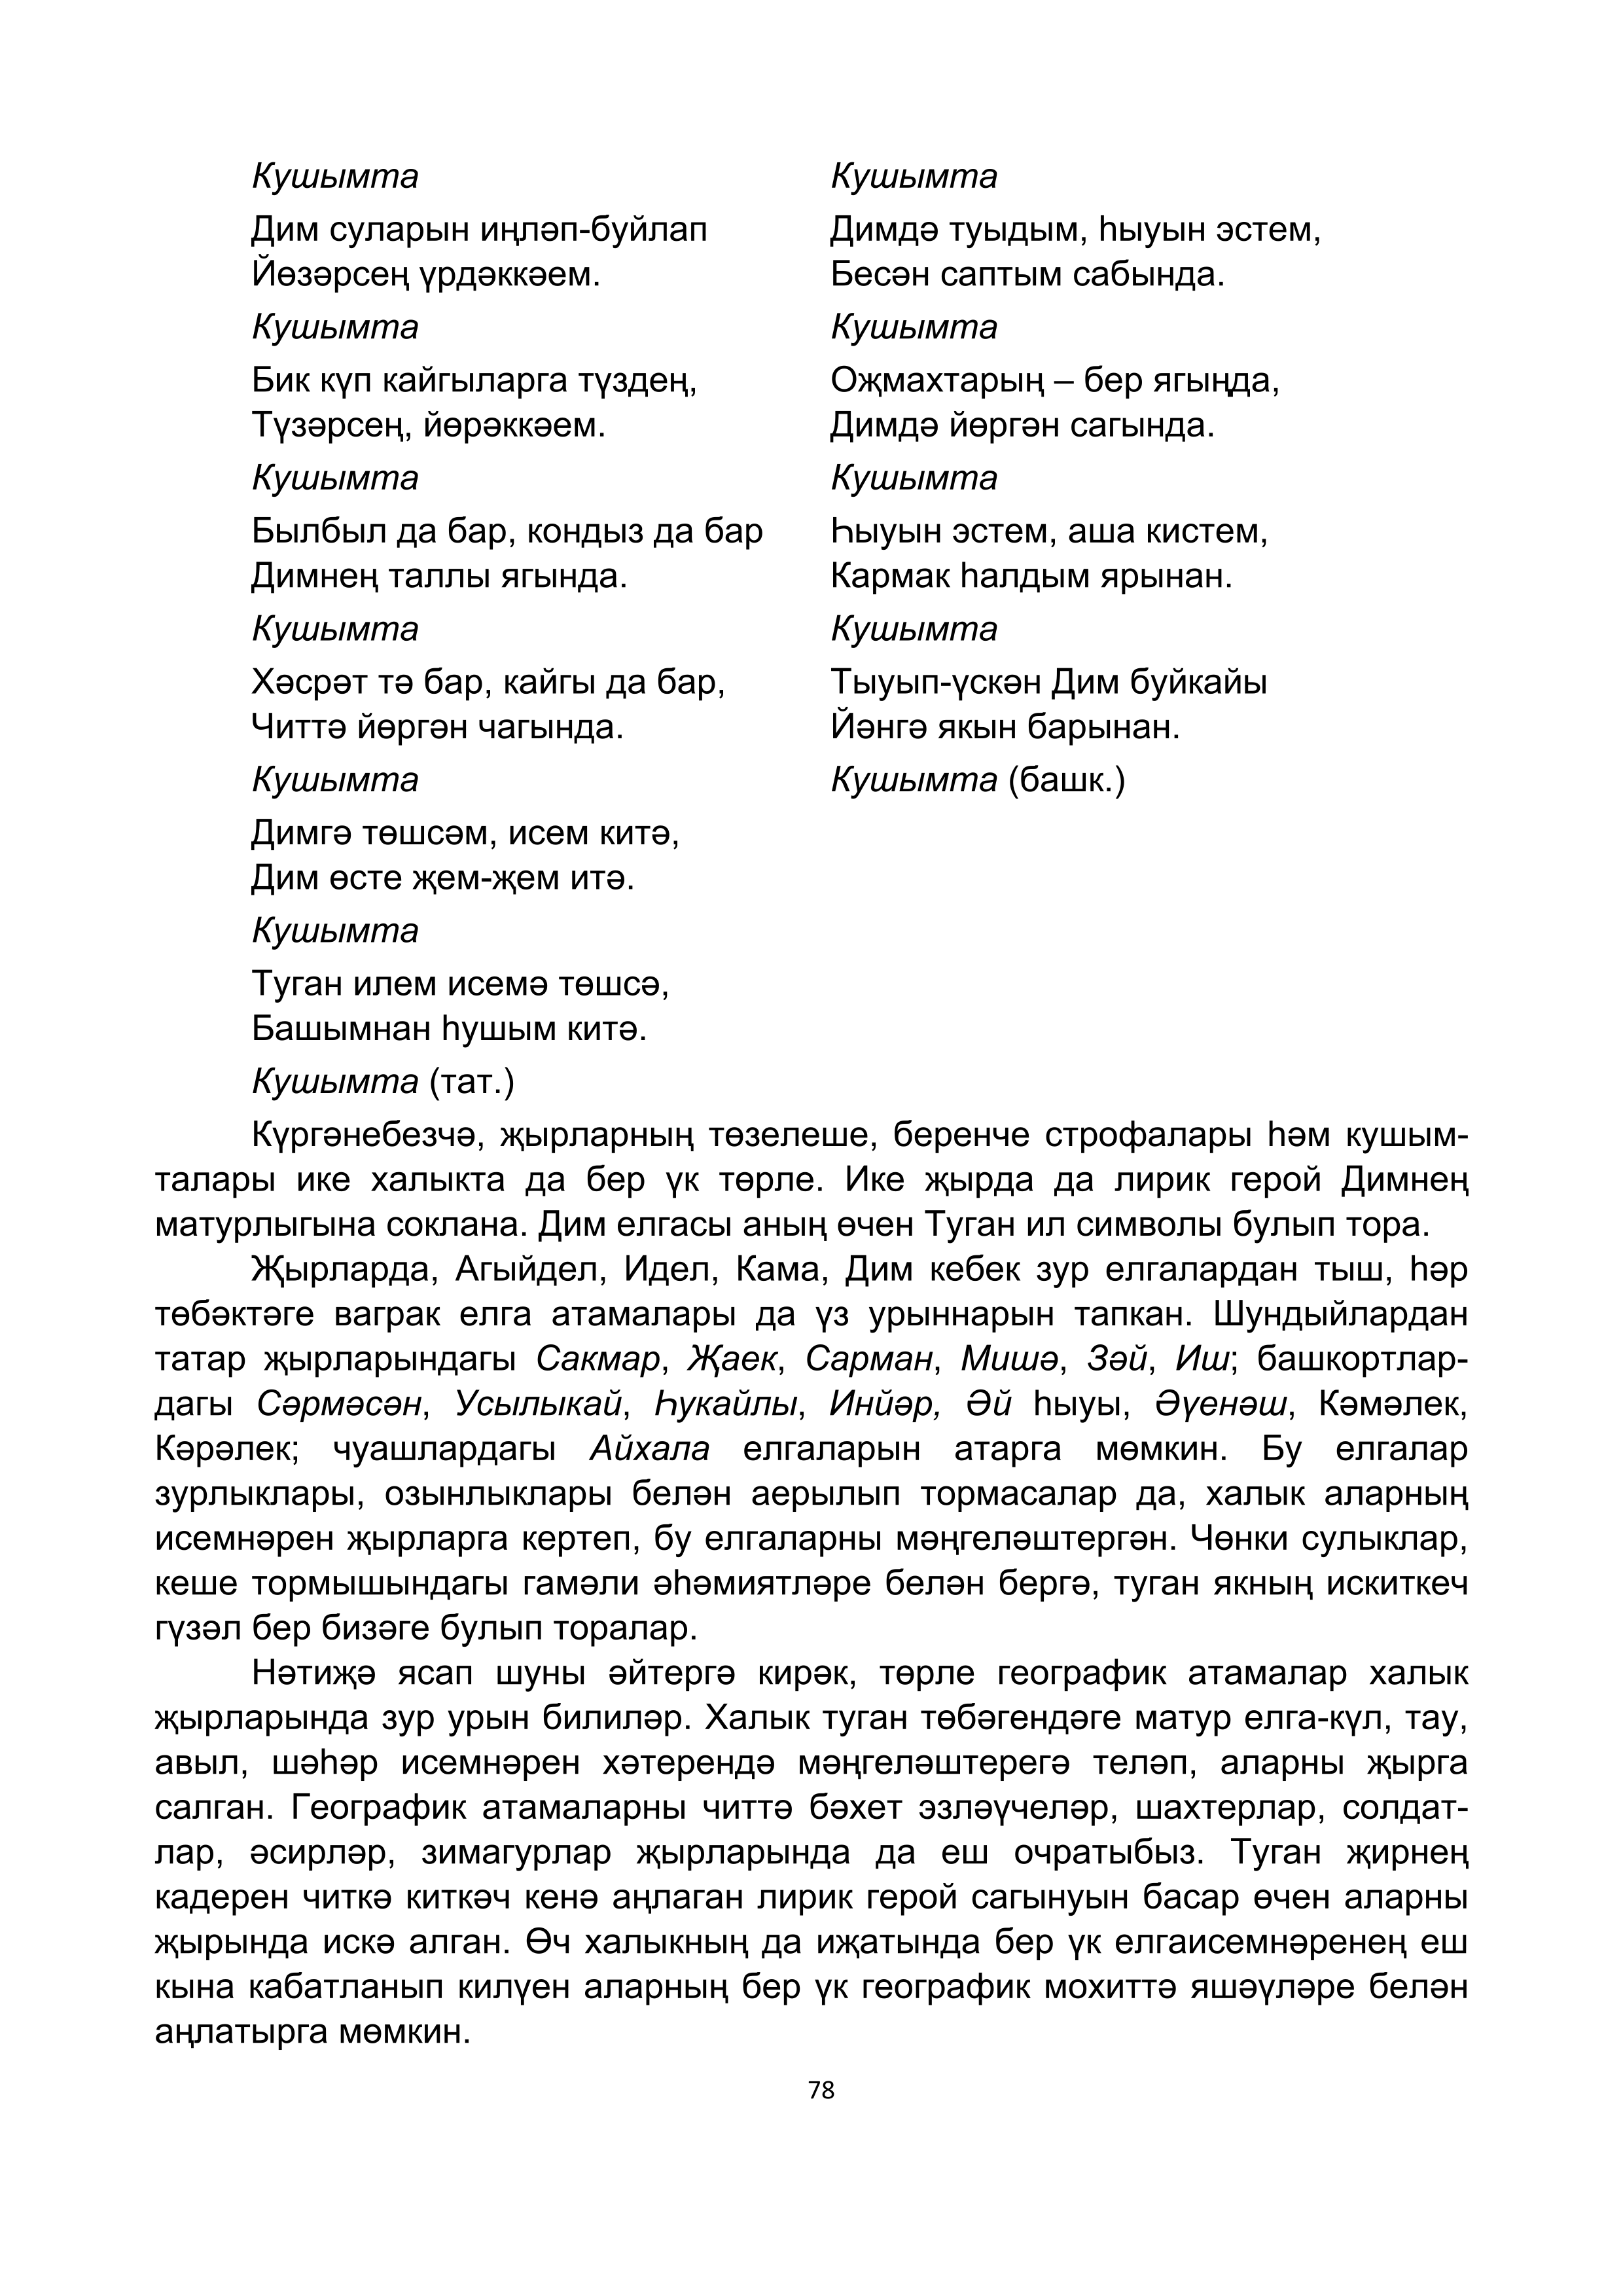 Кушымта
Дим суларын иңләп-буйлап
Йөзәрсең үрдәккәем.
Кушымта
Бик күп кайгыларга түздең,
Түзәрсең, йөрәккәем.
Кушымта
Былбыл да бар, кондыз да бар
Димнең таллы ягында.
Кушымта
Хәсрәт тә бар, кайгы да бар,
Читтә йөргән чагында.
Кушымта
Димгә төшсәм, исем китә,
Дим өсте җем-җем итә.
Кушымта
Туган илем исемә төшсә,
Башымнан һушым китә.
Кушымта (тат.)
Кушымта
Димдә туыдым, һыуын эстем,
Бесән саптым сабында.
Кушымта
Оҗмахтарың – бер ягыңда,
Димдә йөргән сагында.
Кушымта
Һыуын эстем, аша кистем,
Кармак һалдым ярынан.
Кушымта
Тыуып-үскән Дим буйкайы
Йәнгә якын барынан.
Кушымта (башк.)
Күргәнебезчә, җырларның төзелеше, беренче строфалары һәм кушым-
талары ике халыкта да бер үк төрле. Ике җырда да лирик герой Димнең
матурлыгына соклана. Дим елгасы аның өчен Туган ил символы булып тора.
Җырларда, Агыйдел, Идел, Кама, Дим кебек зур елгалардан тыш, һәр
төбәктәге ваграк елга атамалары да үз урыннарын тапкан. Шундыйлардан
татар җырларындагы Сакмар, Җаек, Сарман, Мишә, Зәй, Иш; башкортлар-
дагы Сәрмәсән, Усылыкай, Һукайлы, Инйәр, Әй һыуы, Әүенәш, Кәмәлек,
Кәрәлек; чуашлардагы Айхала елгаларын атарга мөмкин. Бу елгалар
зурлыклары, озынлыклары белән аерылып тормасалар да, халык аларның
исемнәрен җырларга кертеп, бу елгаларны мәңгеләштергән. Чөнки сулыклар,
кеше тормышындагы гамәли әһәмиятләре белән бергә, туган якның искиткеч
гүзәл бер бизәге булып торалар.
Нәтиҗә ясап шуны әйтергә кирәк, төрле географик атамалар халык
җырларында зур урын билиләр. Халык туган төбәгендәге матур елга-күл, тау,
авыл, шәһәр исемнәрен хәтерендә мәңгеләштерегә теләп, аларны җырга
салган. Географик атамаларны читтә бәхет эзләүчеләр, шахтерлар, солдат-
лар, әсирләр, зимагурлар җырларында да еш очратыбыз. Туган җирнең
кадерен читкә киткәч кенә аңлаган лирик герой сагынуын басар өчен аларны
җырында искә алган. Өч халыкның да иҗатында бер үк елгаисемнәренең еш
кына кабатланып килүен аларның бер үк географик мохиттә яшәүләре белән
аңлатырга мөмкин.
78